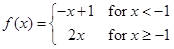 f(x) = { −x+1 for x < −1
2x for x ≥ −1